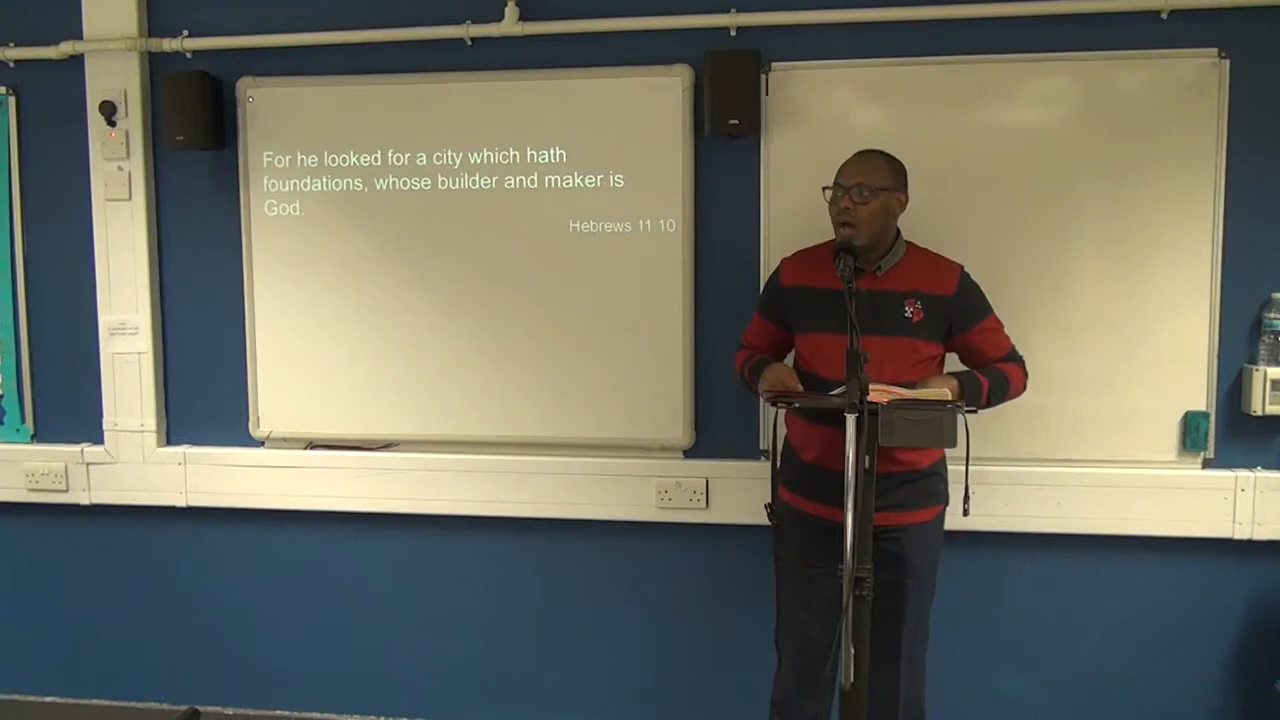 For he looked for a city which hath
foundations, whose builder and maker is
God.
Hebrews 11:10